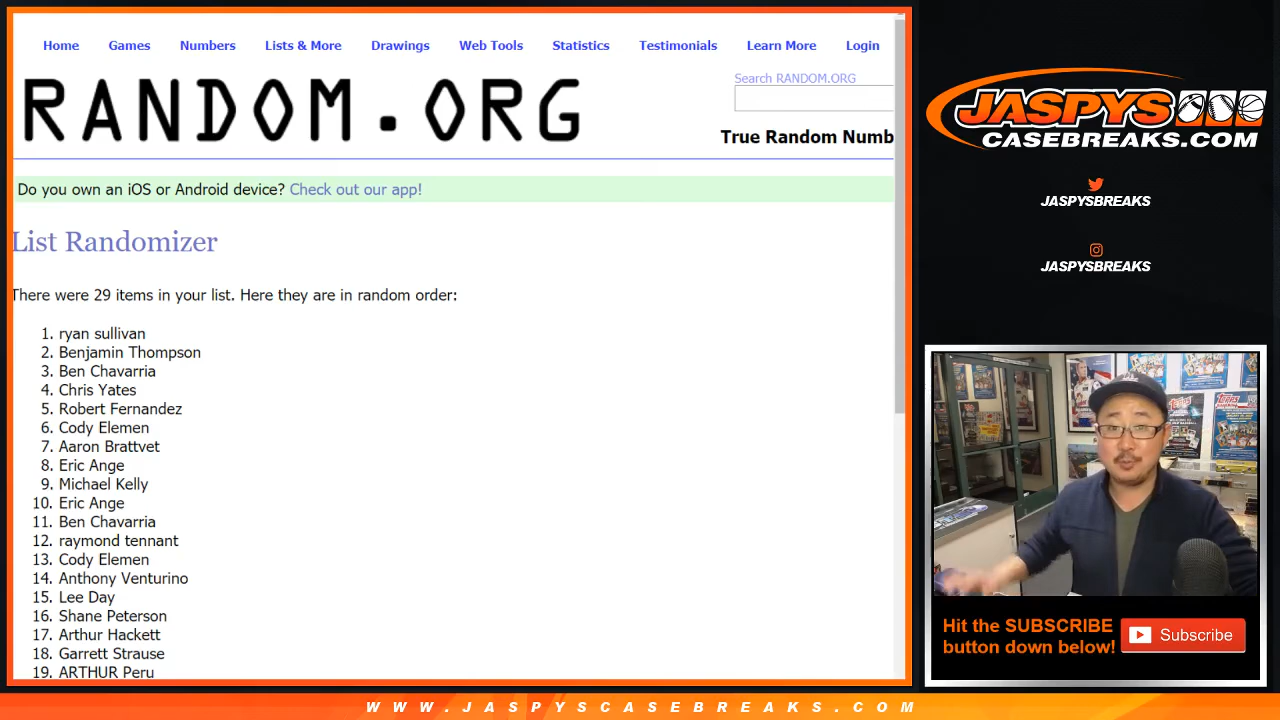 Home Games Numbers Lists & More Drawings Web Tools Statistics Testimonials Learn More Login
RANDOM.ORG
Search RANDOM.ORG
True Random Numb
Do you own an iOS or Android device? Check out our app!
List Randomizer
There were 29 items in your list. Here they are in random order:
1. ryan sullivan
2. Benjamin Thompson
3. Ben Chavarria
4. Chris Yates
5. Robert Fernandez
6. Cody Elemen
7. Aaron Brattvet
8. Eric Ange
9. Michael Kelly
10. Eric Ange
11. Ben Chavarria
12. raymond tennant
13. Cody Elemen
14. Anthony Venturino
15. Lee Day
16. Shane Peterson
17. Arthur Hackett
18. Garrett Strause
19. ARTHUR Peru
JASPYS
CASEBREAKS.COM
JASPYSBREAKS
JASPYSBREAKS
Hit the SUBSCRIBE
button down below!
Subscribe
WWW.JASPYSCASEBREAKS.COM